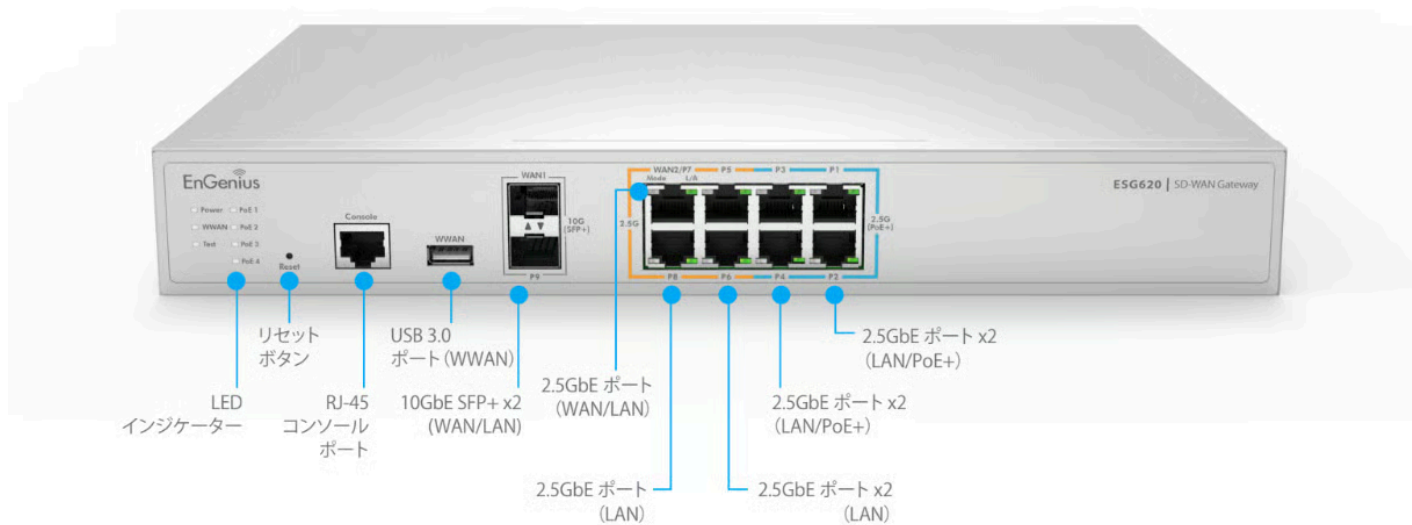 EnGenius
Power PoE 1
WWAN PoE 2
Test PoE 3
PoE 4
Reset
Console
WWAN
WAN1
10G
(SFP+)
P9
WAN2/P7 P5 P3 P1
Mode L/A
2.5G
2.5G
(PoE+)
P8 P6 P4 P2
ESG620 | SD-WAN Gateway
リセット
ボタン
USB 3.0
ポート(WWAN)
2.5GbE ポート x2
(LAN/PoE+)
LED
インジケーター
RJ-45
コンソール
ポート
10GbE SFP+ x2
(WAN/LAN)
2.5GbE ポート
(WAN/LAN)
2.5GbE ポート x2
(LAN/PoE+)
2.5GbE ポート
(LAN)
2.5GbE ポート x2
(LAN)